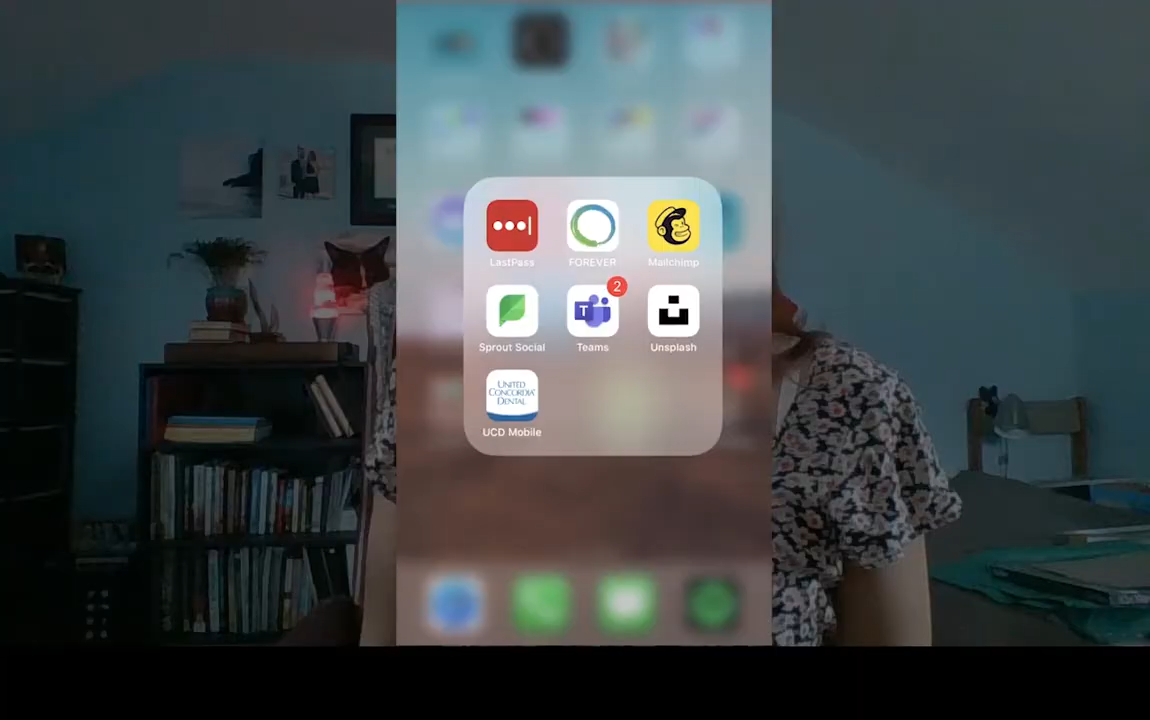 LastPass FOREVER Mailchimp
2
T
Sprout Social Teams Unsplash
UNITED
CONCORDIA
DENTAL
UCD Mobile